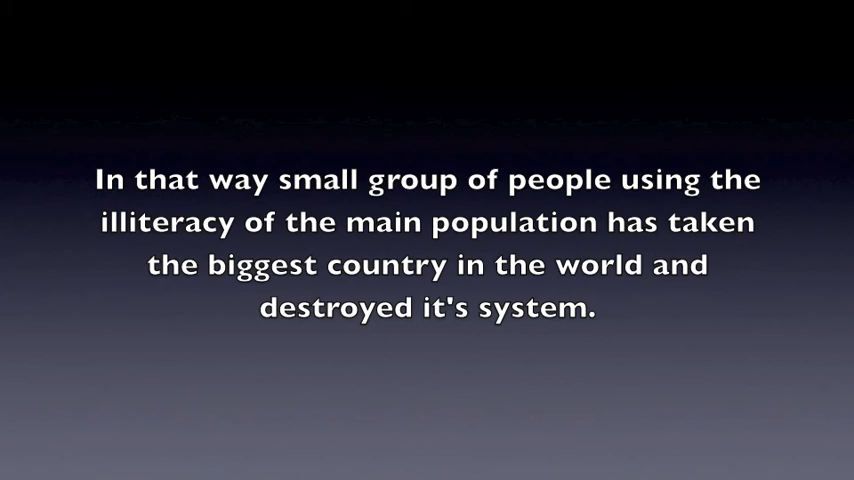 In that way small group of people using the
illiteracy of the main population has taken
the biggest country in the world and
destroyed it's system.